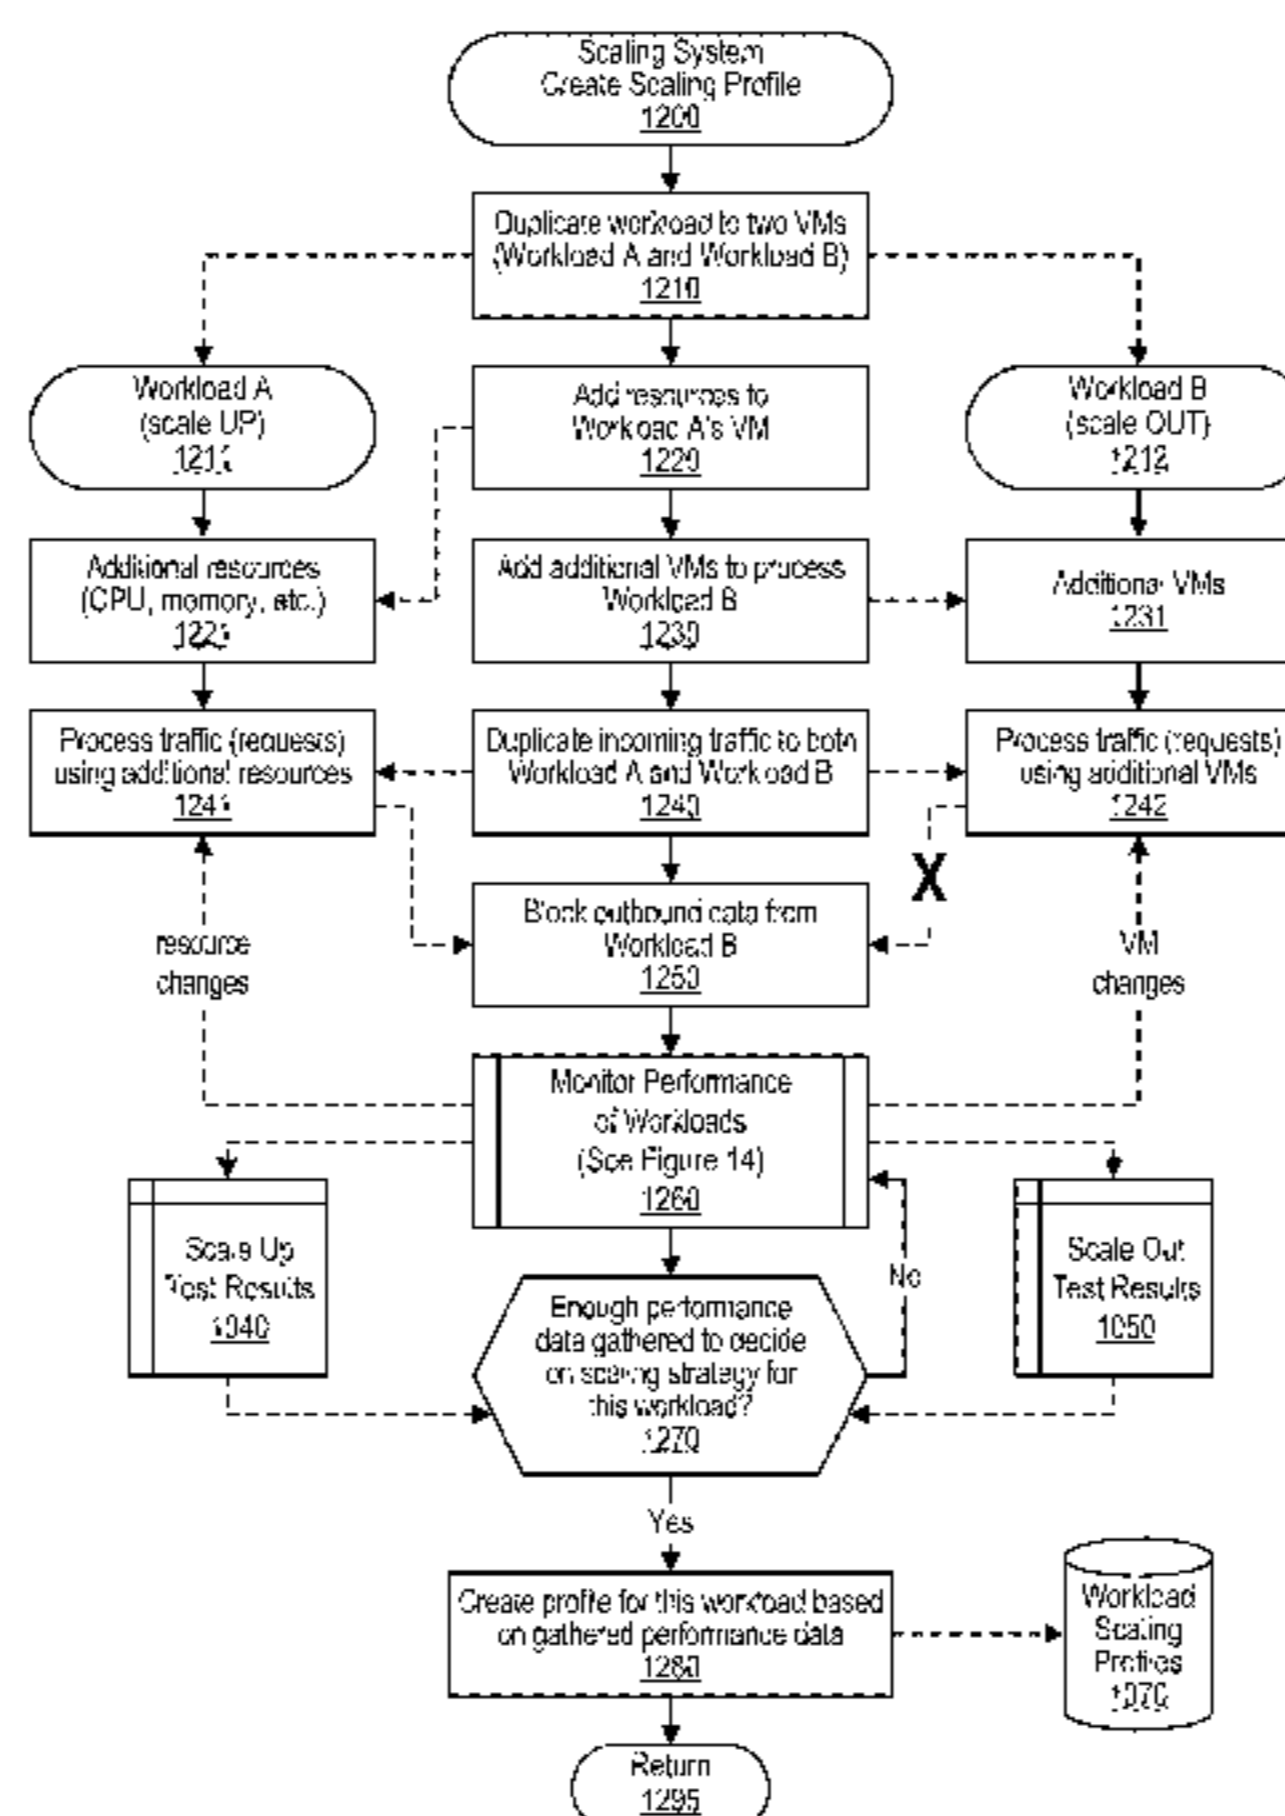 Scaling System
Create Scaling Profile
1200
Duplicate workload to two VMs
(Workload A and Workload B)
1210
Workload A
(scale UP)
1211
Add resources to
Workload A's VM
1220
Workload B
(scale OUT)
1212
Additional resources
(CPU, memory, etc.)
1221
Add additional VMs to process
Workload B
1230
Additional VMs
1231
Process traffic (requests)
using additional resources
1241
Duplicate incoming traffic to both
Workload A and Workload B
1240
Process traffic (requests)
using additional VMs
1242
X
Block outbound data from
Workload B
1250
resource
changes
VM
changes
Monitor Performance
of Workloads
(See Figure 14)
1260
Scale Up
Test Results
1040
No
Scale Out
Test Results
1050
Enough performance
data gathered to decide
on scaling strategy for
this workload?
1270
Yes
Create profile for this workload based
on gathered performance data
1280
Workload
Scaling
Profiles
1070
Return
1295